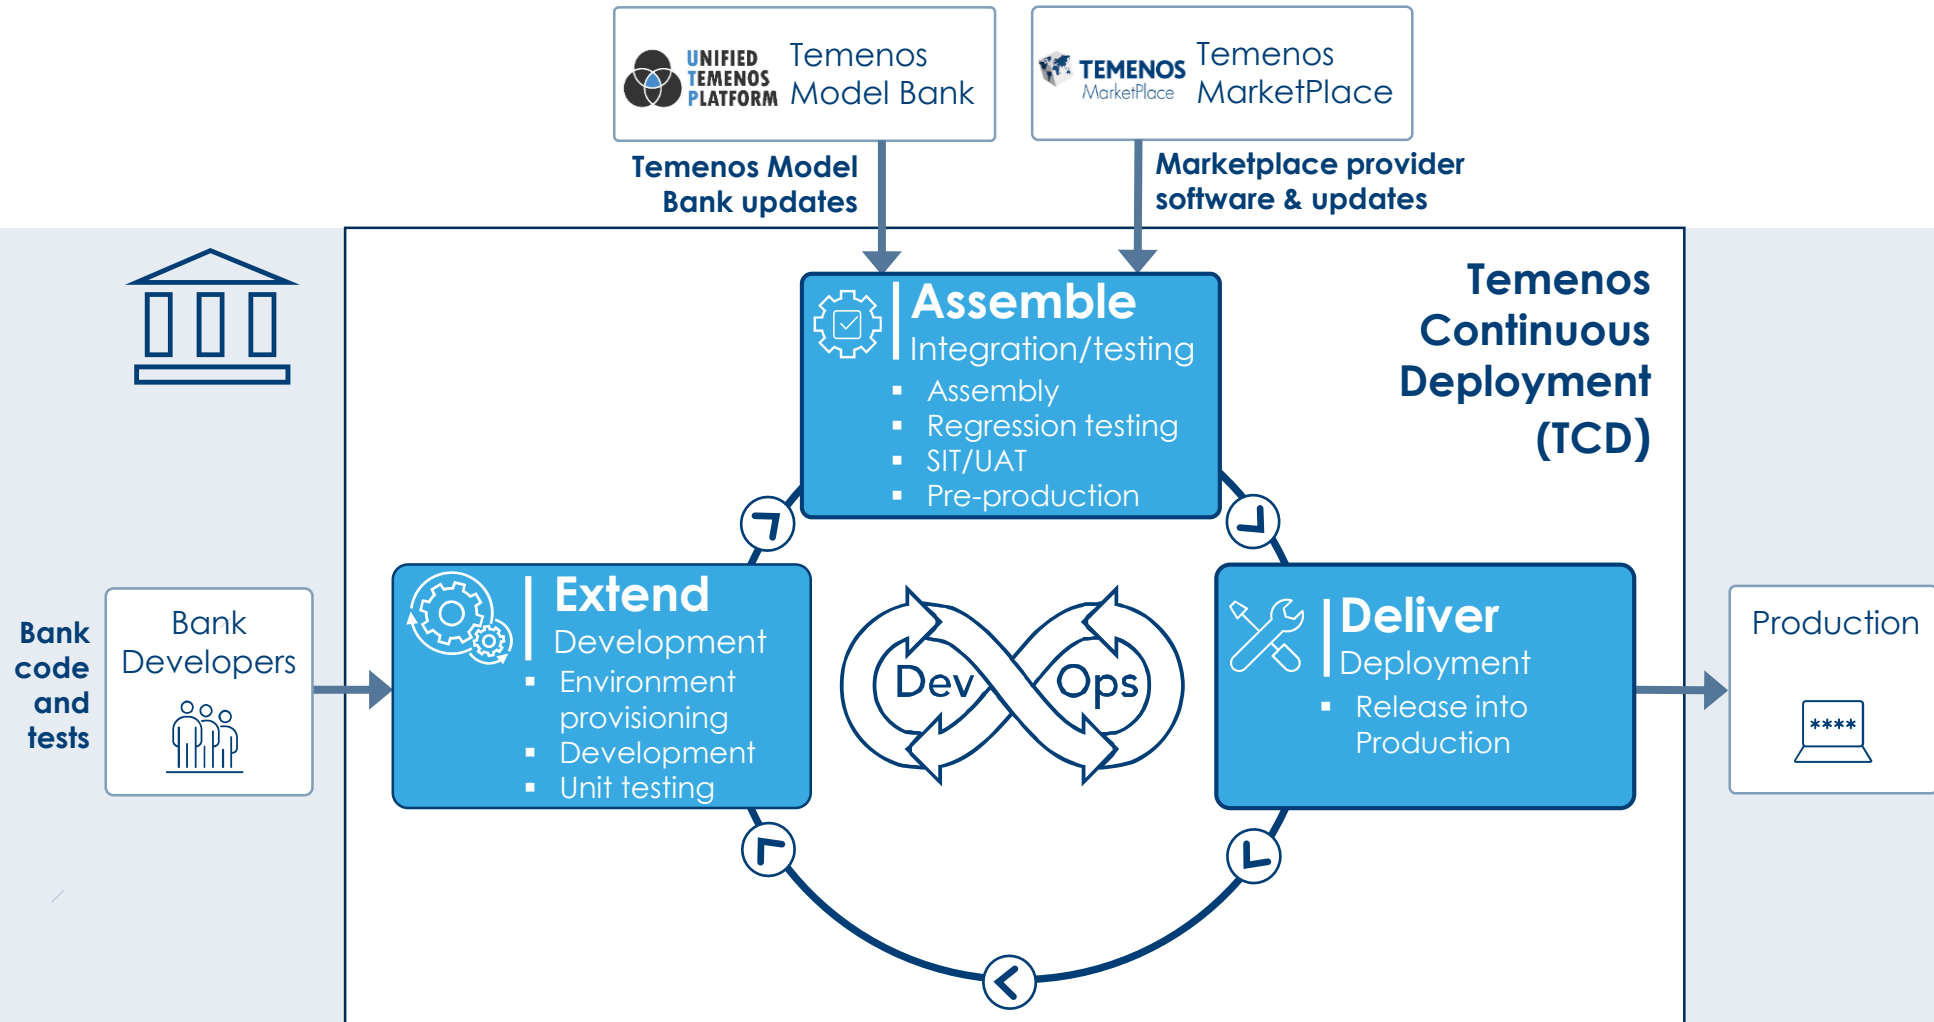 UNIFIED
TEMENOS
PLATFORM
Temenos
Model Bank
TEMENOS
MarketPlace
Temenos
MarketPlace
Temenos Model
Bank updates
Marketplace provider
software & updates
Temenos
Continuous
Deployment
(TCD)
Assemble
Integration/testing
▪ Assembly
▪ Regression testing
▪ SIT/UAT
▪ Pre-production
Bank
code
and
tests
Bank
Developers
Extend
Development
▪ Environment
provisioning
▪ Development
▪ Unit testing
Dev Ops
Deliver
Deployment
▪ Release into
Production
Production
****